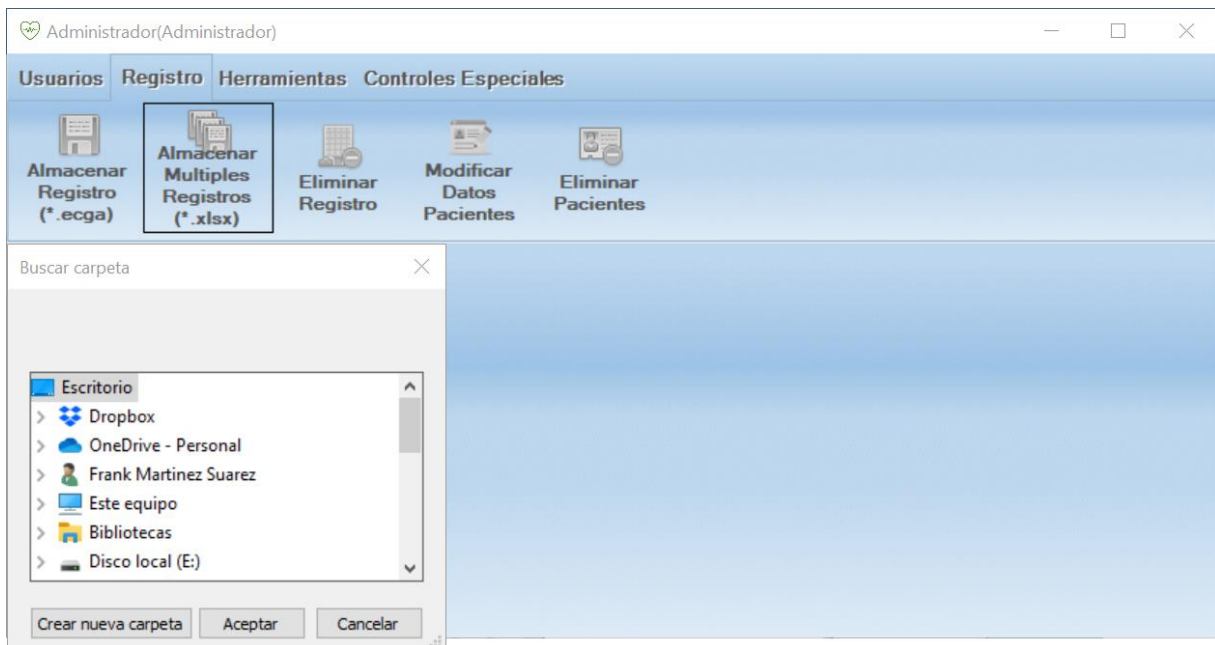 Administrador(Administrador)
Usuarios Registro Herramientas Controles Especiales
Almacenar
Registro
(*.ecga)
Almacenar
Multiples
Registros
(*.xlsx)
Eliminar
Registro
Modificar
Datos
Pacientes
Eliminar
Pacientes
Buscar carpeta
Escritorio
Dropbox
OneDrive - Personal
Frank Martinez Suarez
Este equipo
Bibliotecas
Disco local (E:)
Crear nueva carpeta Aceptar Cancelar